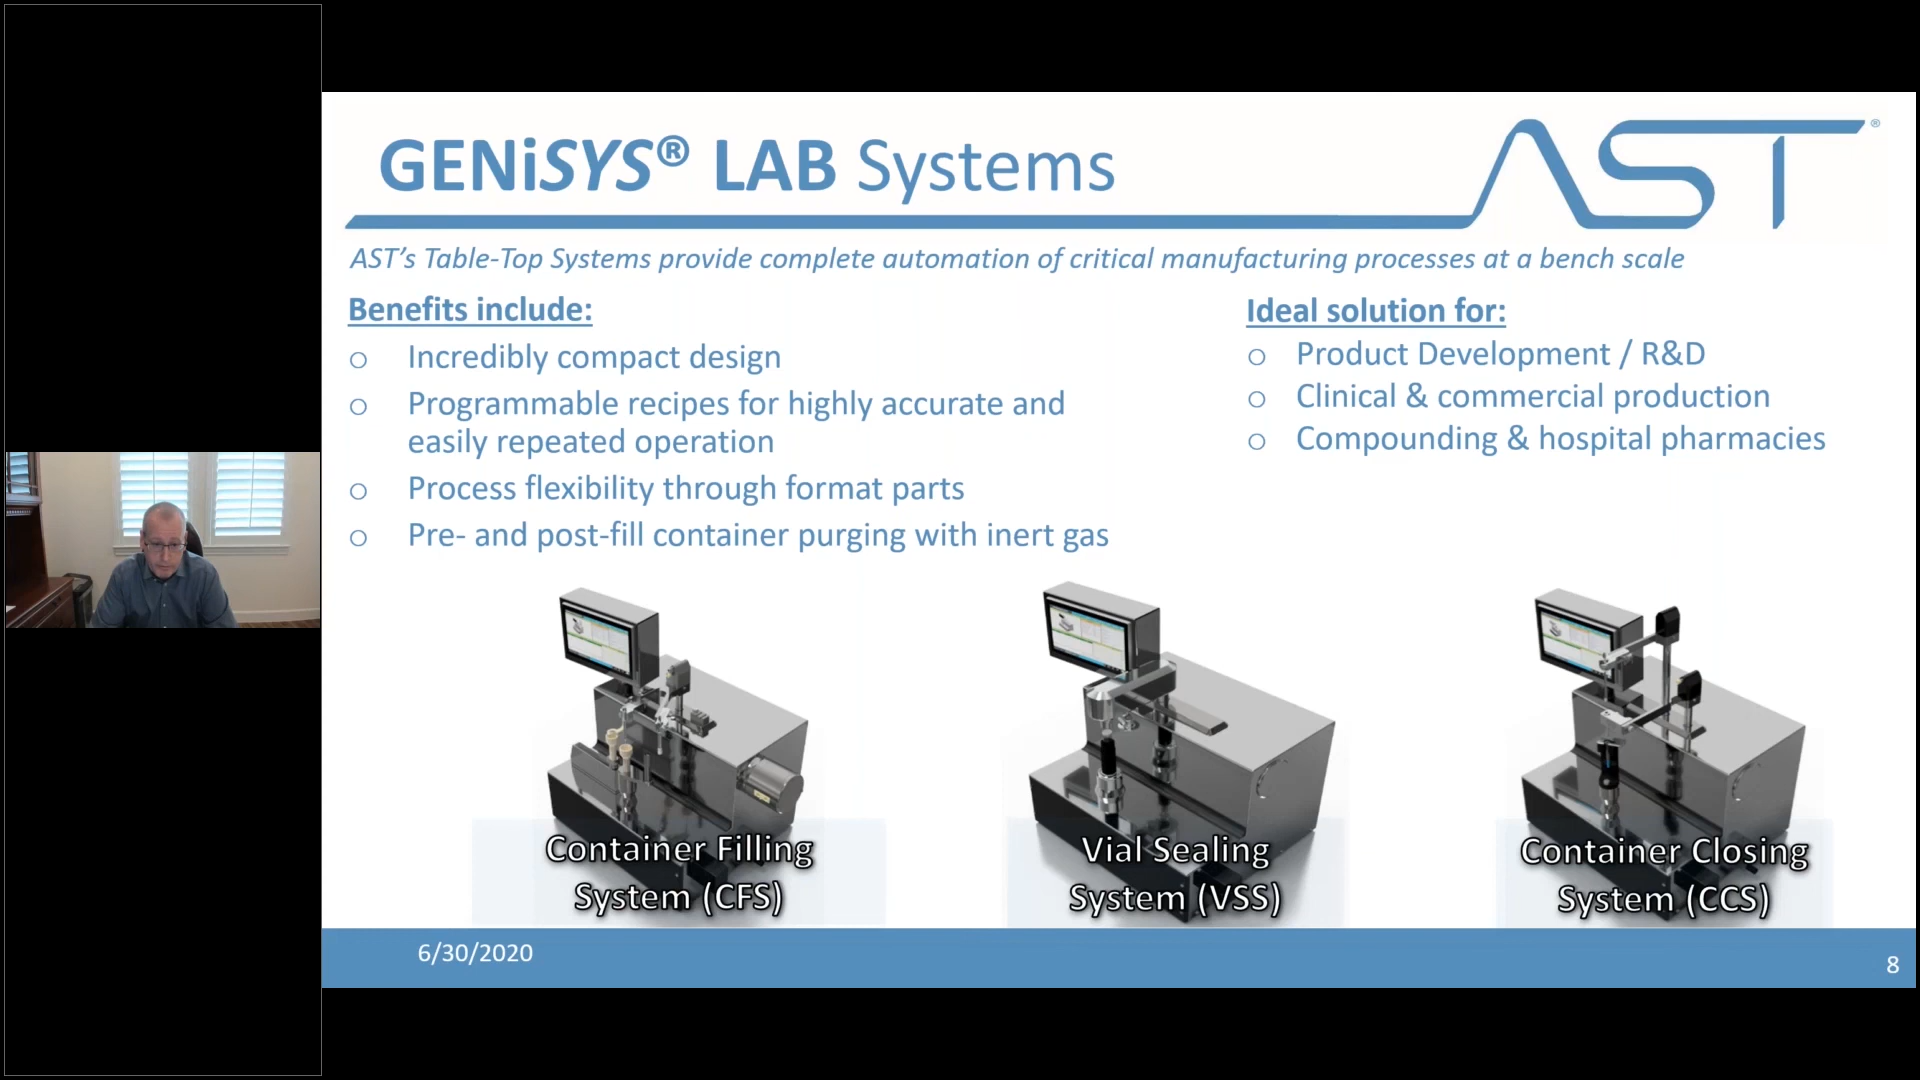 GENiSYS® LAB Systems
AST®
AST’s Table-Top Systems provide complete automation of critical manufacturing processes at a bench scale
Benefits include:
o Incredibly compact design
o Programmable recipes for highly accurate and
easily repeated operation
o Process flexibility through format parts
o Pre- and post-fill container purging with inert gas
Ideal solution for:
o Product Development / R&D
o Clinical & commercial production
o Compounding & hospital pharmacies
Container Filling
System (CFS)
Vial Sealing
System (VSS)
Container Closing
System (CCS)
6/30/2020
8